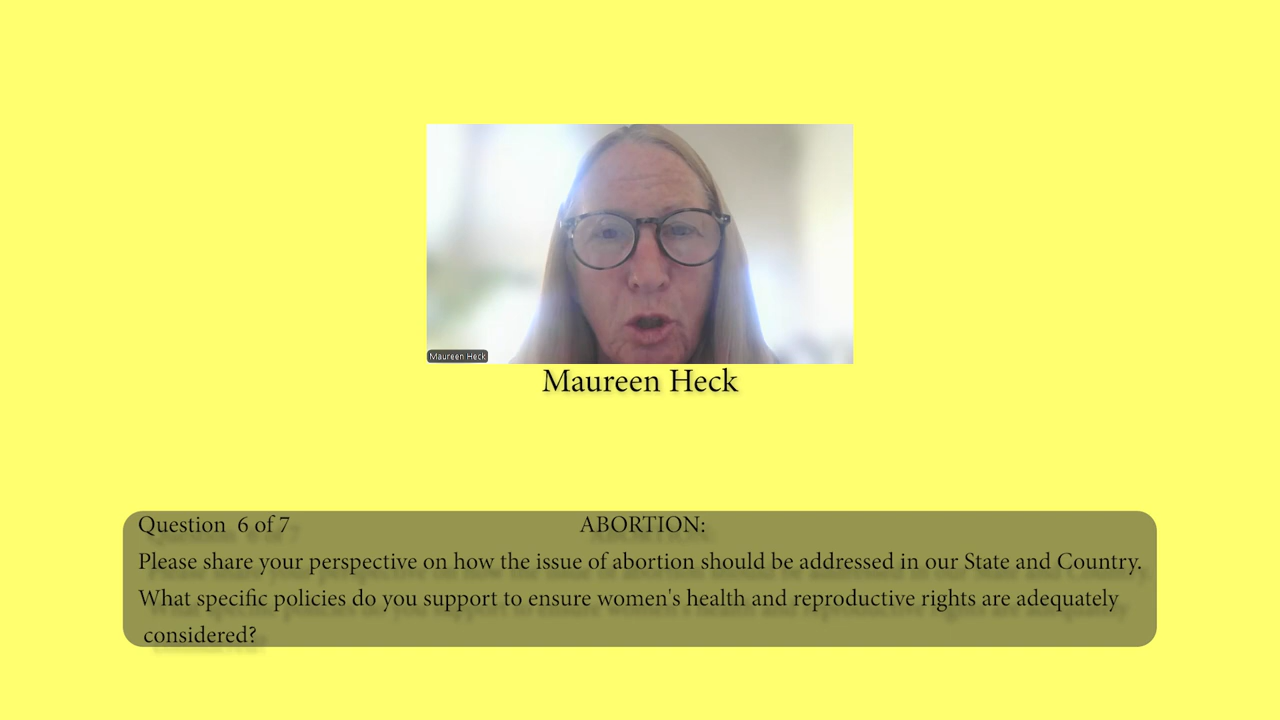 Maureen Heck
Maureen Heck
Question 6 of 7 ABORTION:
Please share your perspective on how the issue of abortion should be addressed in our State and Country.
What specific policies do you support to ensure women's health and reproductive rights are adequately
considered?